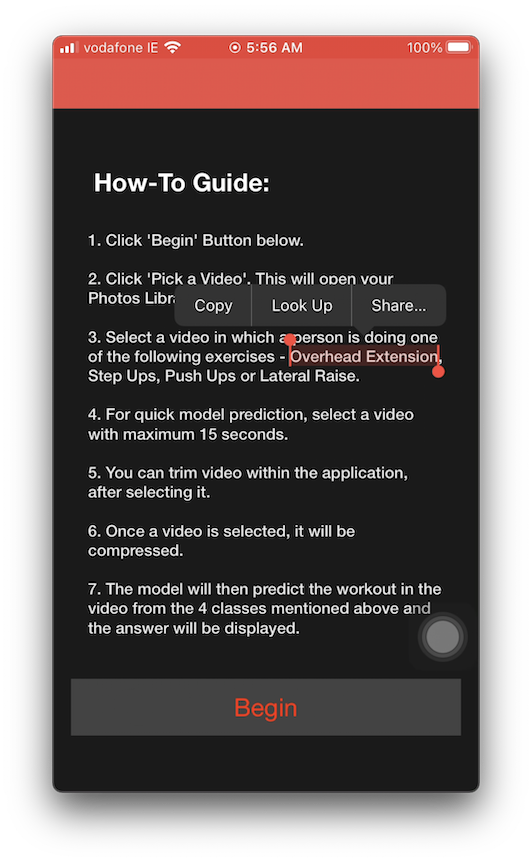 vodafone IE 5:56 AM 100%
How-To Guide:
1. Click 'Begin' Button below.
2. Click 'Pick a Video'. This will open your
Photos Libr
Copy Look Up Share...
3. Select a video in which a person is doing one
of the following exercises - Overhead Extension,
Step Ups, Push Ups or Lateral Raise.
4. For quick model prediction, select a video
with maximum 15 seconds.
5. You can trim video within the application,
after selecting it.
6. Once a video is selected, it will be
compressed.
7. The model will then predict the workout in the
video from the 4 classes mentioned above and
the answer will be displayed.
Begin